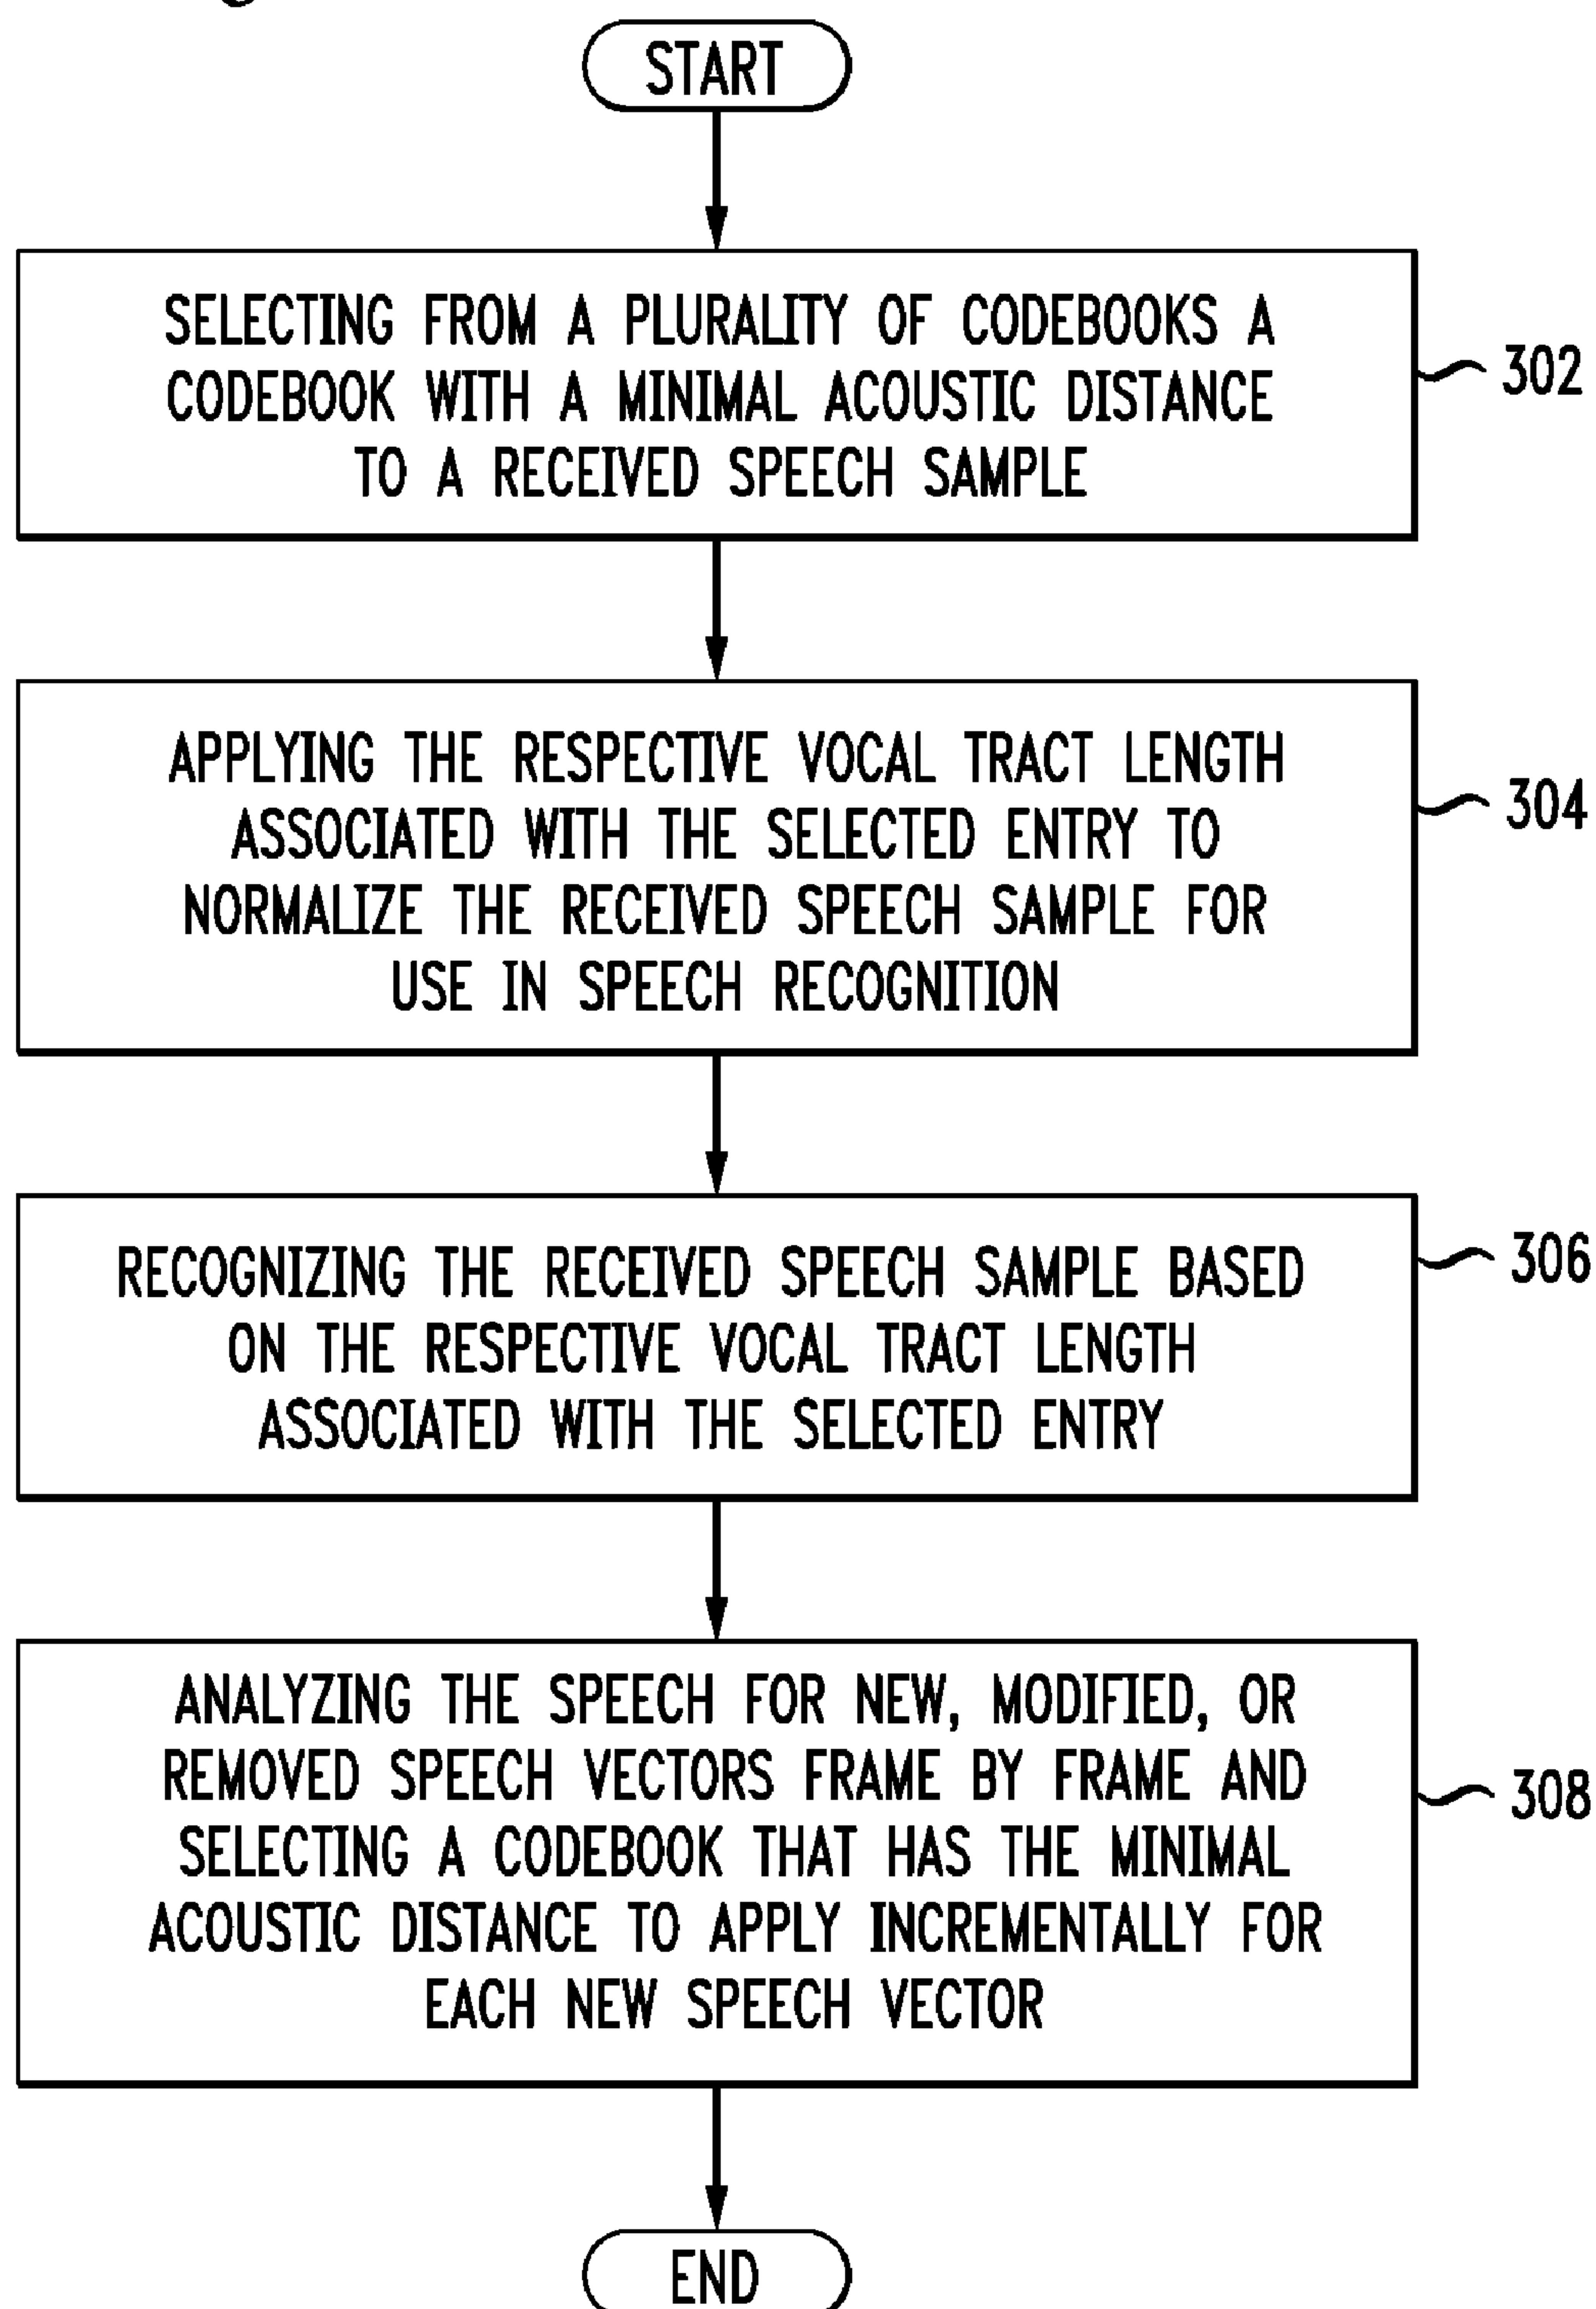 START
SELECTING FROM A PLURALITY OF CODEBOOKS A
CODEBOOK WITH A MINIMAL ACOUSTIC DISTANCE
TO A RECEIVED SPEECH SAMPLE
302
APPLYING THE RESPECTIVE VOCAL TRACT LENGTH
ASSOCIATED WITH THE SELECTED ENTRY TO
NORMALIZE THE RECEIVED SPEECH SAMPLE FOR
USE IN SPEECH RECOGNITION
304
RECOGNIZING THE RECEIVED SPEECH SAMPLE BASED
ON THE RESPECTIVE VOCAL TRACT LENGTH
ASSOCIATED WITH THE SELECTED ENTRY
306
ANALYZING THE SPEECH FOR NEW, MODIFIED, OR
REMOVED SPEECH VECTORS FRAME BY FRAME AND
SELECTING A CODEBOOK THAT HAS THE MINIMAL
ACOUSTIC DISTANCE TO APPLY INCREMENTALLY FOR
EACH NEW SPEECH VECTOR
308
END